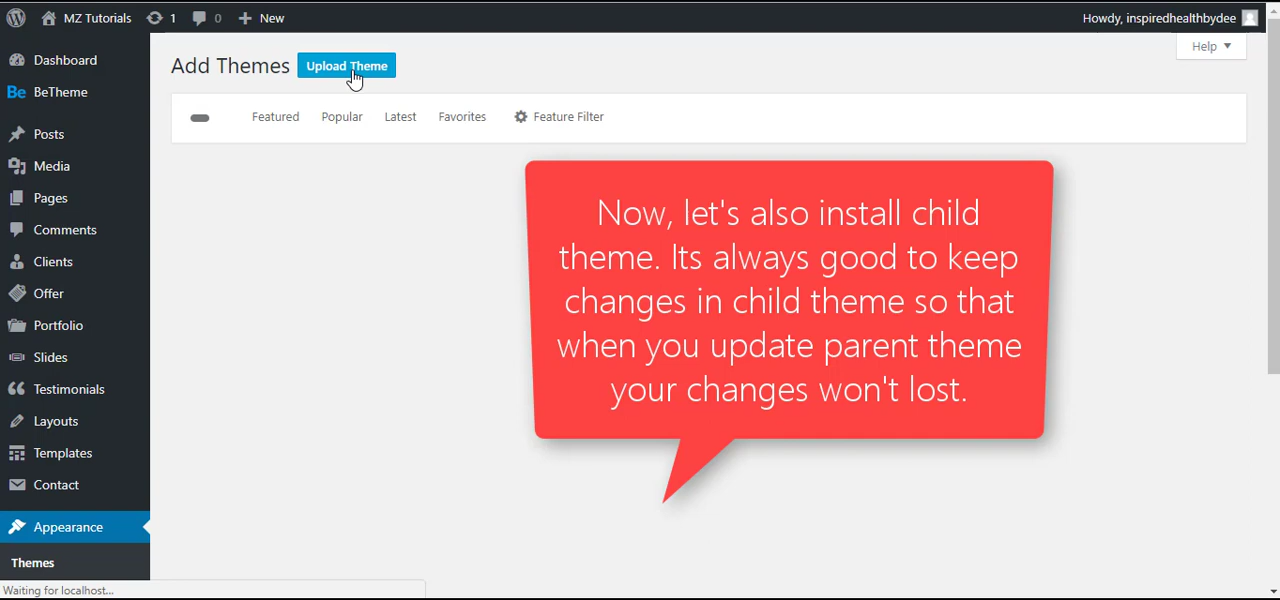 MZ Tutorials 1 0 New Howdy, inspiredhealthbydee
Help
Add Themes Upload Theme
Featured Popular Latest Favorites Feature Filter
Dashboard
Be BeTheme
Posts
Media
Pages
Comments
Clients
Offer
Portfolio
Slides
Testimonials
Layouts
Templates
Contact
Appearance
Themes
Now, let's also install child
theme. Its always good to keep
changes in child theme so that
when you update parent theme
your changes won't lost.
Waiting for localhost...